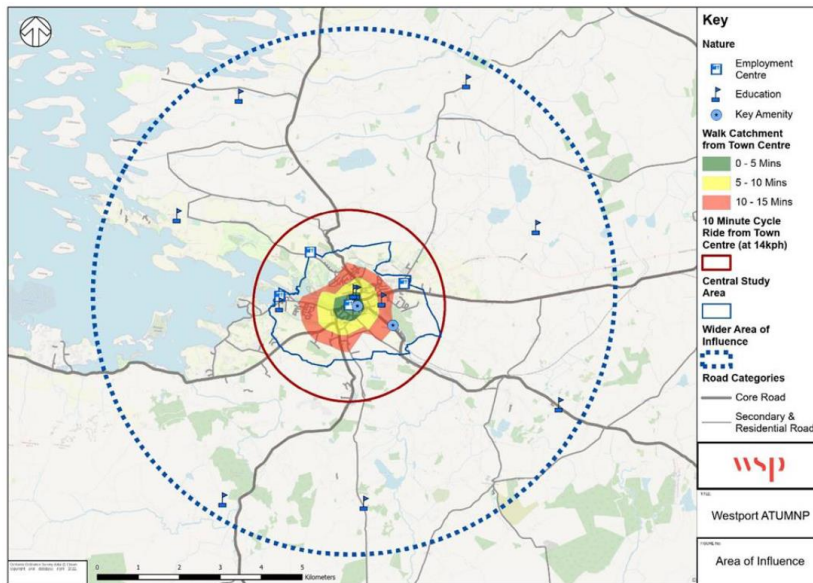 Key
Nature
Employment
Centre
Education
Key Amenity
Walk Catchment
from Town Centre
0 - 5 Mins
5 - 10 Mins
10 - 15 Mins
10 Minute Cycle
Ride from Town
Centre (at 14kph)
Central Study
Area
Wider Area of
Influence
Road Categories
Core Road
Secondary &
Residential Road
wsp
TITLE:
Westport ATUMNP
FIGURE No:
Area of Influence
0 1 2 3 4 5
Kilometers